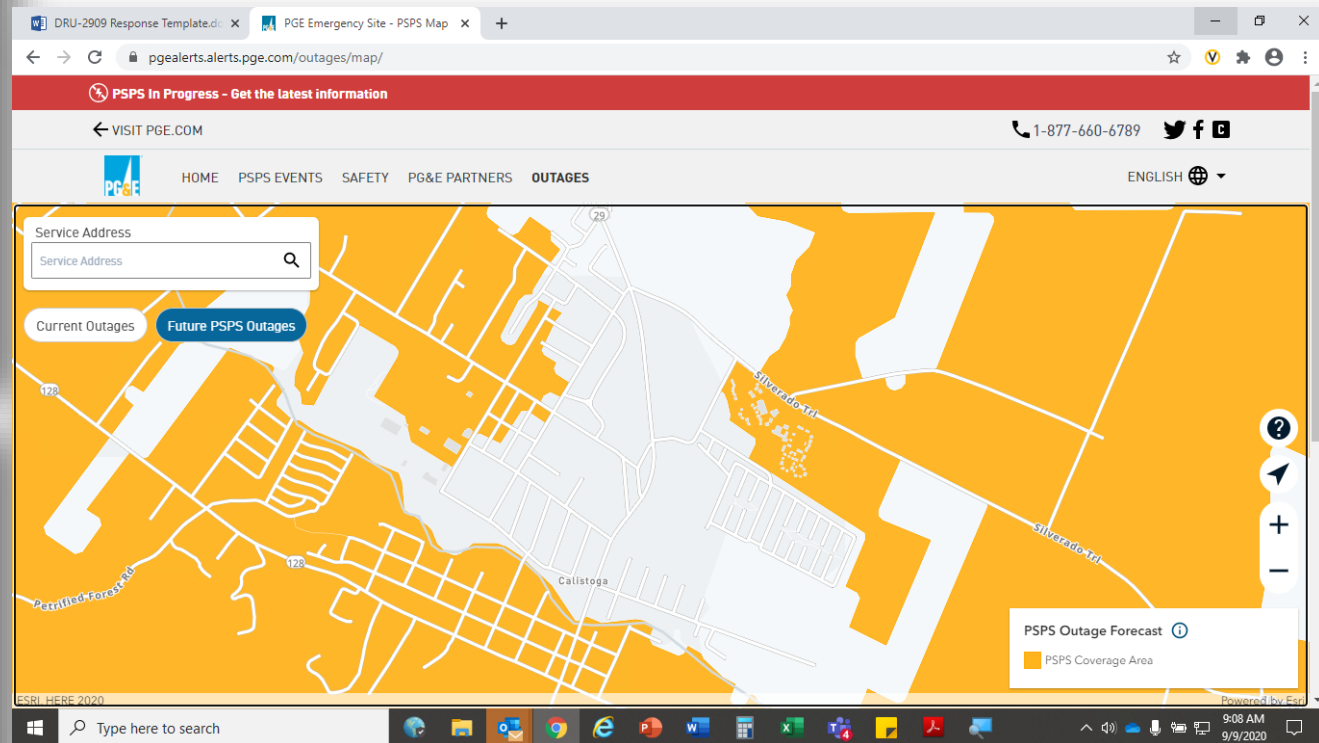 DRU-2909 Response Template.do
PGE Emergency Site - PSPS Map
pgealerts.alerts.pge.com/outages/map/
PSPS In Progress - Get the latest information
VISIT PGE.COM
1-877-660-6789
PG&E
HOME PSPS EVENTS SAFETY PG&E PARTNERS OUTAGES
ENGLISH
Service Address
Service Address
Current Outages
Future PSPS Outages
29
128
Silverado Trl
Silverado Trl
128
Petrified Forest Rd
Calistoga
PSPS Outage Forecast
PSPS Coverage Area
ESRI, HERE 2020
Powered by Esri
Type here to search
4
9:08 AM
9/9/2020